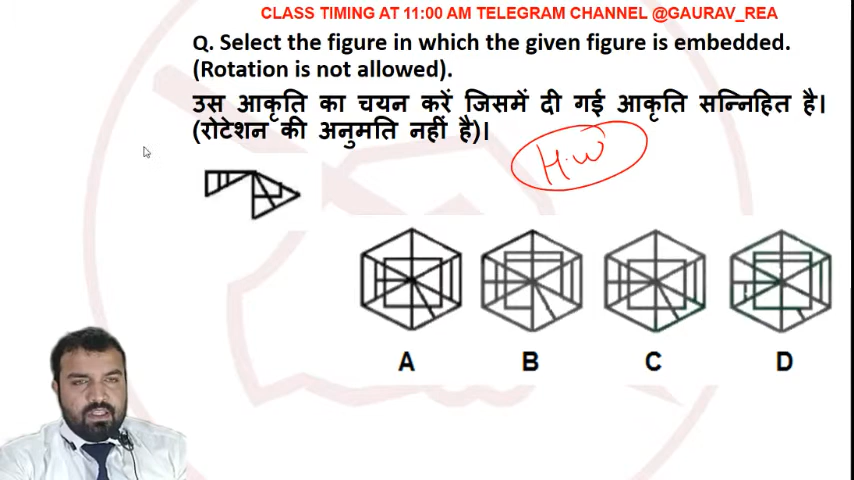 CLASS TIMING AT 11:00 AM TELEGRAM CHANNEL @GAURAV_REA
Q. Select the figure in which the given figure is embedded.
(Rotation is not allowed).
उस आकृति का चयन करें जिसमें दी गई आकृति सन्निहित है।
(रोटेशन की अनुमति नहीं है)।
H.W
A B C D